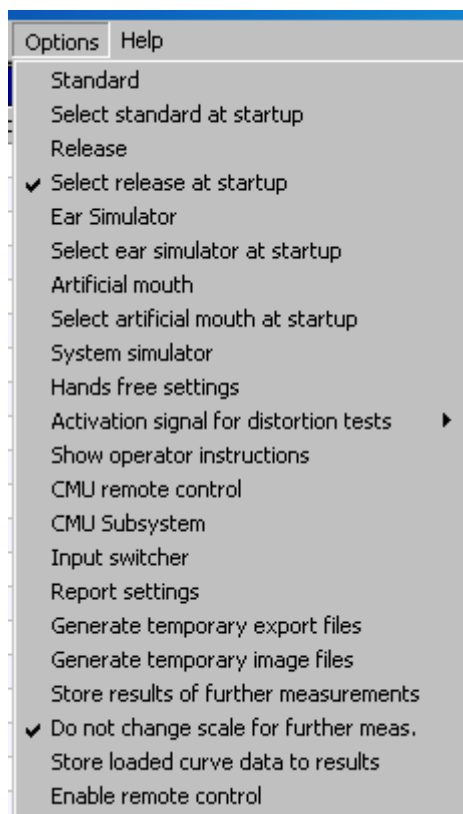 Options Help
Standard
Select standard at startup
Release
Select release at startup
Ear Simulator
Select ear simulator at startup
Artificial mouth
Select artificial mouth at startup
System simulator
Hands free settings
Activation signal for distortion tests
Show operator instructions
CMU remote control
CMU Subsystem
Input switcher
Report settings
Generate temporary export files
Generate temporary image files
Store results of further measurements
Do not change scale for further meas.
Store loaded curve data to results
Enable remote control